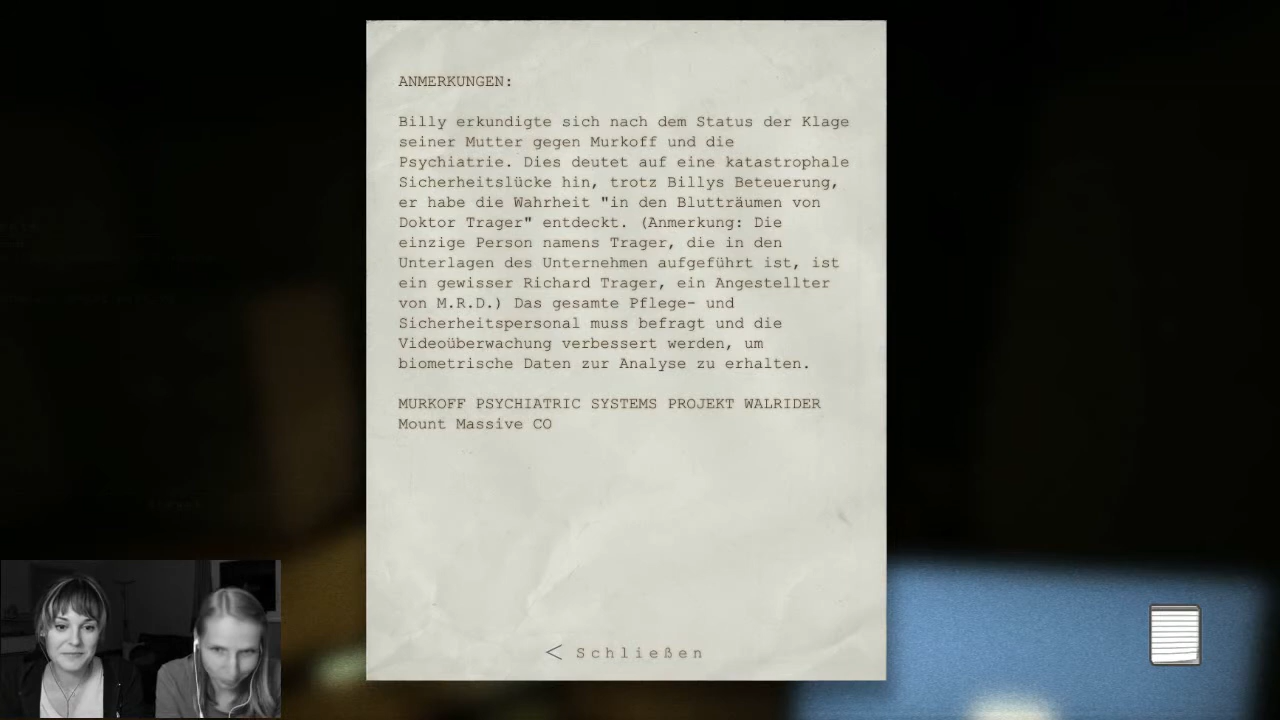 ANMERKUNGEN:
Billy erkundigte sich nach dem Status der Klage
seiner Mutter gegen Murkoff und die
Psychiatrie. Dies deutet auf eine katastrophale
Sicherheitslücke hin, trotz Billys Beteuerung,
er habe die Wahrheit "in den Blutträumen von
Doktor Trager" entdeckt. (Anmerkung: Die
einzige Person namens Trager, die in den
Unterlagen des Unternehmen aufgeführt ist, ist
ein gewisser Richard Trager, ein Angestellter
von M.R.D.) Das gesamte Pflege- und
Sicherheitspersonal muss befragt und die
Videoüberwachung verbessert werden, um
biometrische Daten zur Analyse zu erhalten.
MURKOFF PSYCHIATRIC SYSTEMS PROJEKT WALRIDER
Mount Massive CO
< Schließen